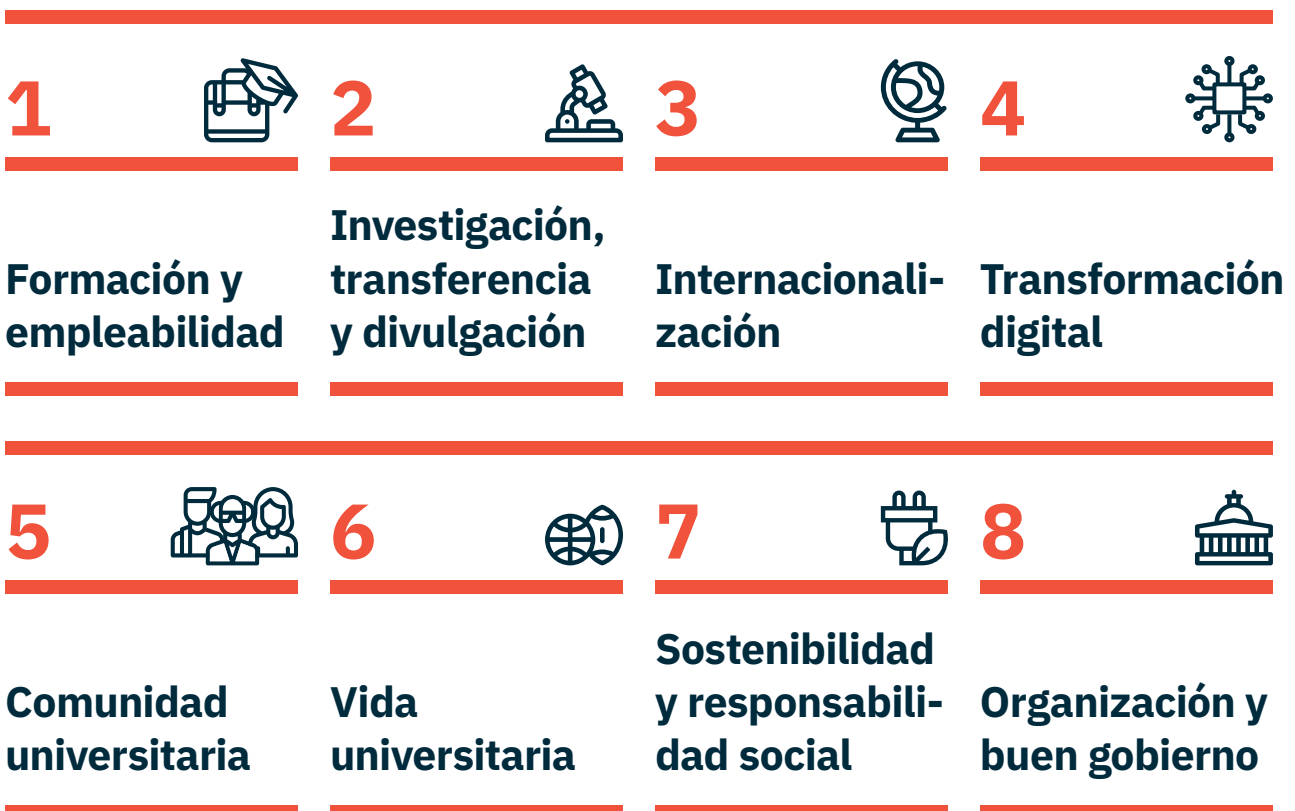 1
Formación y
empleabilidad
2
Investigación,
transferencia
y divulgación
3
Internacionali-
zación
4
Transformación
digital
5
Comunidad
universitaria
6
Vida
universitaria
7
Sostenibilidad
y responsabili-
dad social
8
Organización y
buen gobierno